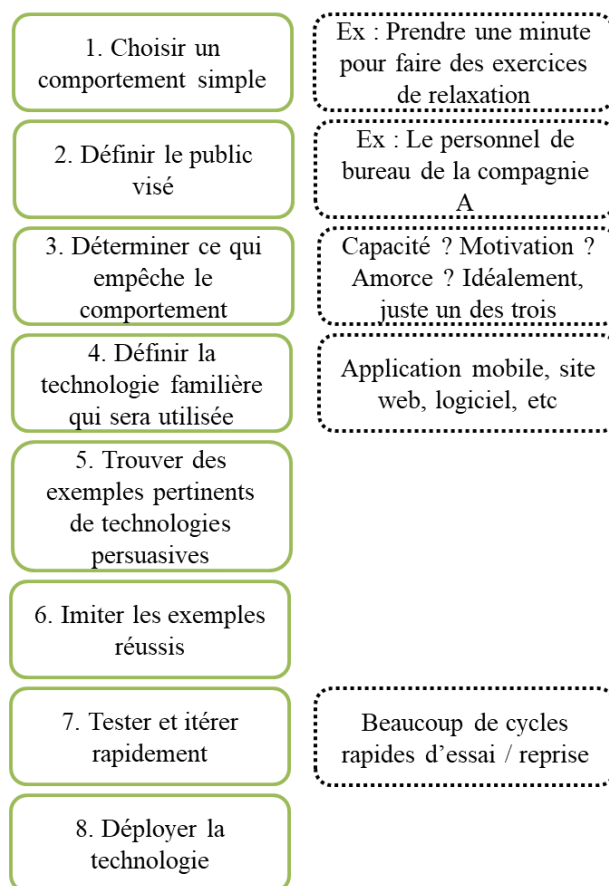 1. Choisir un
comportement simple
Ex : Prendre une minute
pour faire des exercices
de relaxation
2. Définir le public
visé
Ex : Le personnel de
bureau de la compagnie
A
3. Déterminer ce qui
empêche le
comportement
Capacité ? Motivation ?
Amorce ? Idéalement,
juste un des trois
4. Définir la
technologie familière
qui sera utilisée
Application mobile, site
web, logiciel, etc
5. Trouver des
exemples pertinents
de technologies
persuasives
6. Imiter les exemples
réussis
7. Tester et itérer
rapidement
Beaucoup de cycles
rapides d’essai / reprise
8. Déployer la
technologie